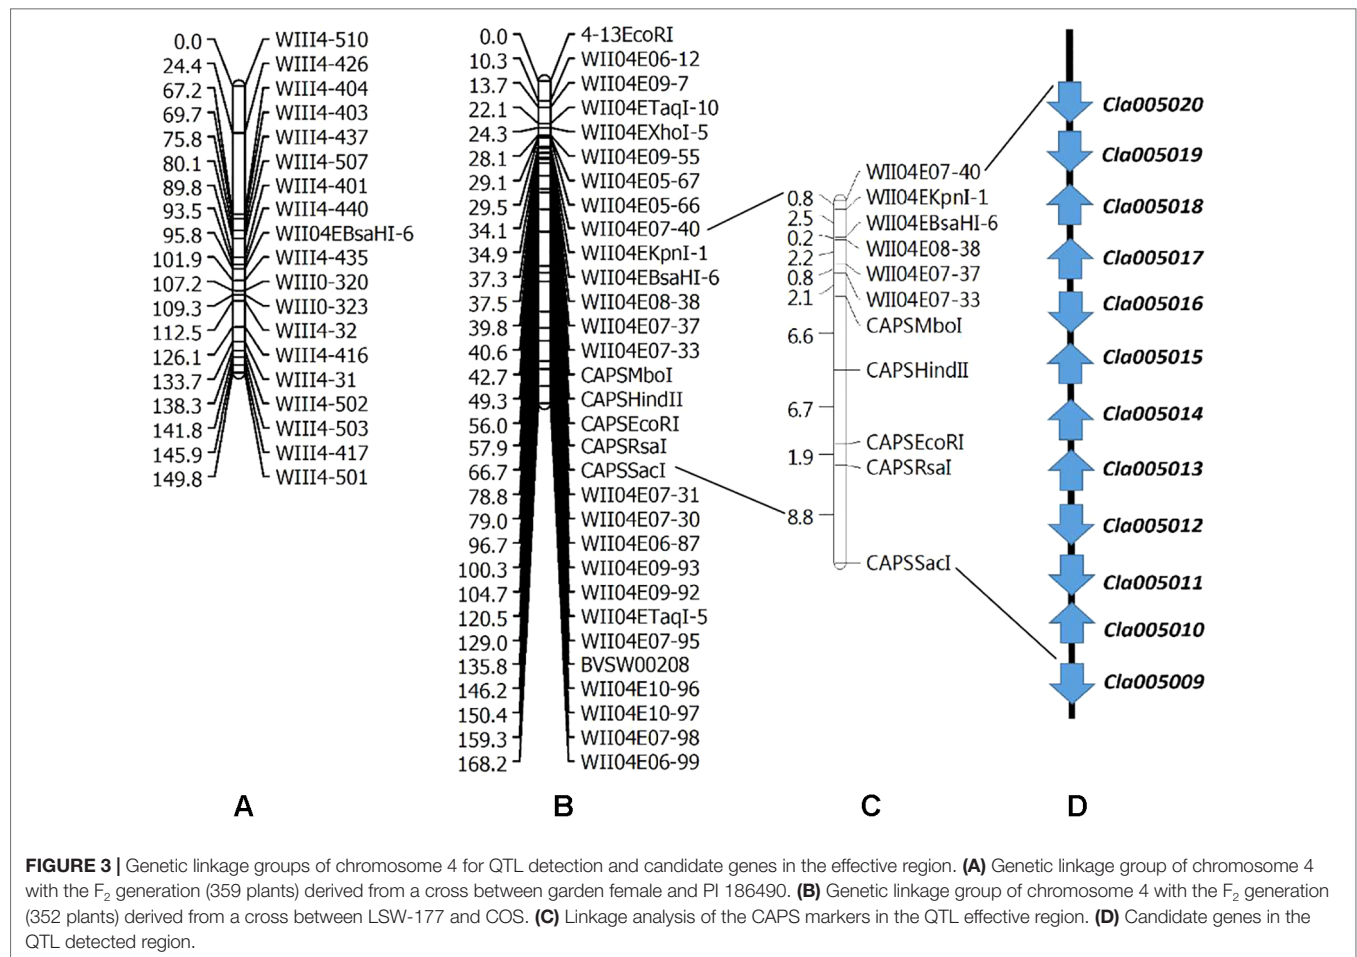 0.0 WIII4-510
24.4 WIII4-426
67.2 WIII4-404
69.7 WIII4-403
75.8 WIII4-437
80.1 WIII4-507
89.8 WIII4-401
93.5 WIII4-440
95.8 WII04EBsaHI-6
101.9 WIII4-435
107.2 WIII0-320
109.3 WIII0-323
112.5 WIII4-32
126.1 WIII4-416
133.7 WIII4-31
138.3 WIII4-502
141.8 WIII4-503
145.9 WIII4-417
149.8 WIII4-501
A
0.0 4-13EcoRI
10.3 WII04E06-12
13.7 WII04E09-7
22.1 WII04ETaqI-10
24.3 WII04EXhoI-5
28.1 WII04E09-55
29.1 WII04E05-67
29.5 WII04E05-66
34.1 WII04E07-40
34.9 WII04EKpnI-1
37.3 WII04EBsaHI-6
37.5 WII04E08-38
39.8 WII04E07-37
40.6 WII04E07-33
42.7 CAPSMboI
49.3 CAPSHindII
56.0 CAPSEcoRI
57.9 CAPSRsaI
66.7 CAPSSacI
78.8 WII04E07-31
79.0 WII04E07-30
96.7 WII04E06-87
100.3 WII04E09-93
104.7 WII04E09-92
120.5 WII04ETaqI-5
129.0 WII04E07-95
135.8 BVSW00208
146.2 WII04E10-96
150.4 WII04E10-97
159.3 WII04E07-98
168.2 WII04E06-99
B
WII04E07-40
0.8 WII04EKpnI-1
2.5 WII04EBsaHI-6
0.2 WII04E08-38
2.2 WII04E07-37
0.8 WII04E07-33
2.1 CAPSMboI
6.6
CAPSHindII
6.7
CAPSEcoRI
1.9 CAPSRsaI
8.8
CAPSSacI
C
Cla005020
Cla005019
Cla005018
Cla005017
Cla005016
Cla005015
Cla005014
Cla005013
Cla005012
Cla005011
Cla005010
Cla005009
D
FIGURE 3 | Genetic linkage groups of chromosome 4 for QTL detection and candidate genes in the effective region. (A) Genetic linkage group of chromosome 4
with the F2 generation (359 plants) derived from a cross between garden female and PI 186490. (B) Genetic linkage group of chromosome 4 with the F2 generation
(352 plants) derived from a cross between LSW-177 and COS. (C) Linkage analysis of the CAPS markers in the QTL effective region. (D) Candidate genes in the
QTL detected region.